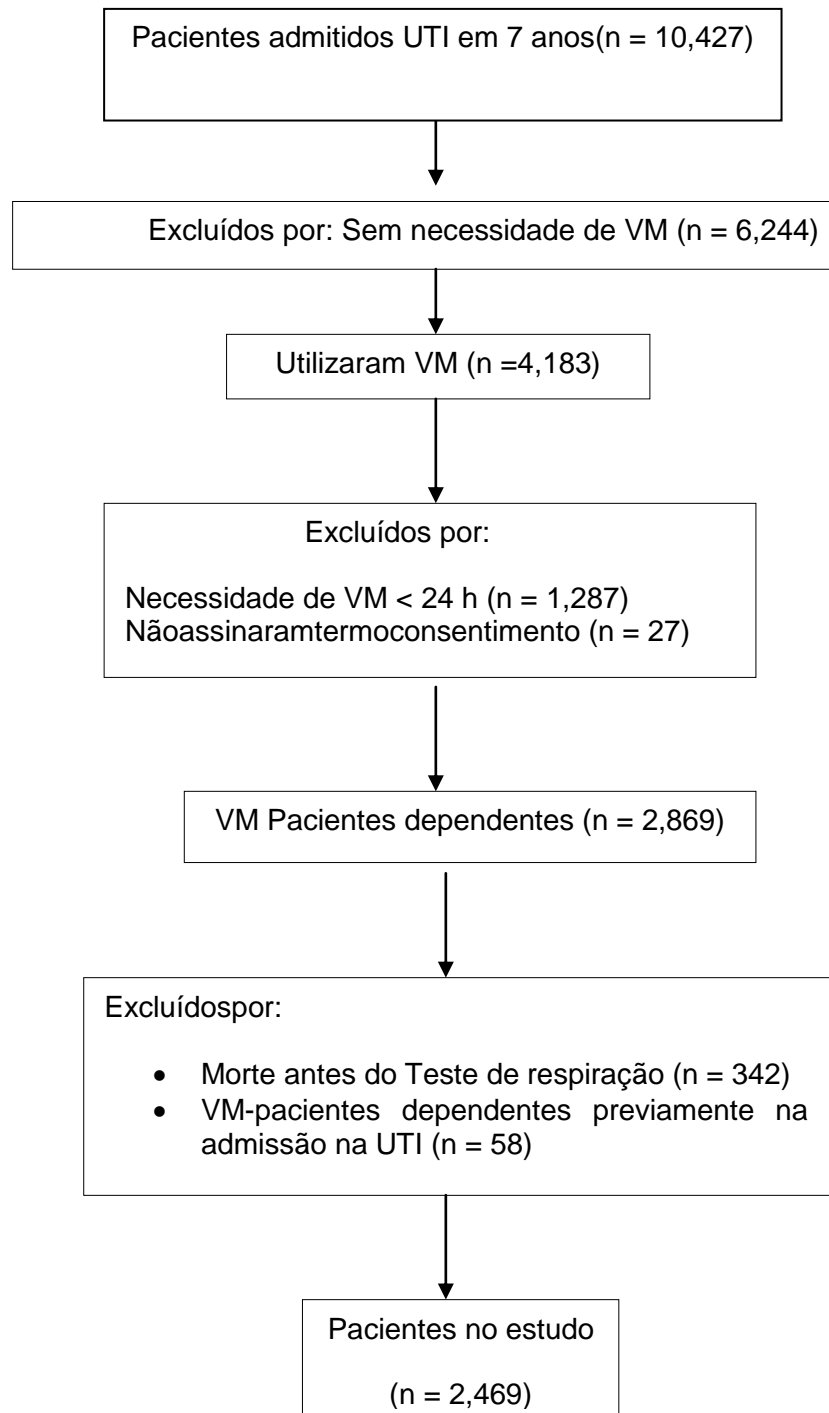 Pacientes admitidos UTI em 7 anos(n = 10,427)
Excluídos por: Sem necessidade de VM (n = 6,244)
Utilizaram VM (n =4,183)
Excluídos por:
Necessidade de VM < 24 h (n = 1,287)
Nãoassinaramtermoconsentimento (n = 27)
VM Pacientes dependentes (n = 2,869)
Excluídospor:
• Morte antes do Teste de respiração (n = 342)
• VM-pacientes dependentes previamente na
admissão na UTI (n = 58)
Pacientes no estudo
(n = 2,469)